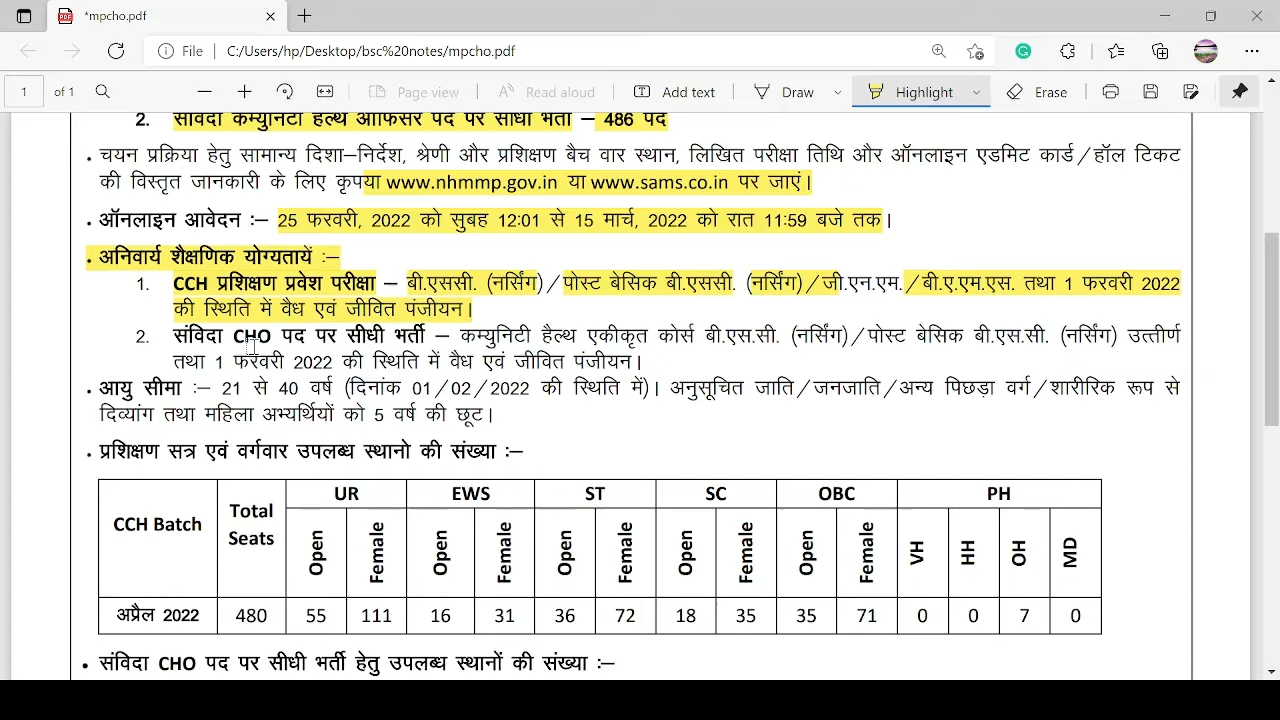 *mpcho.pdf
File C:/Users/hp/Desktop/bsc%20notes/mpcho.pdf
1 of 1 Page view Read aloud Add text Draw Highlight Erase
2. संविदा कम्युनिटी हेल्थ ऑफिसर पद पर सीधी भर्ती – 486 पद
• चयन प्रक्रिया हेतु सामान्य दिशा–निर्देश, श्रेणी और प्रशिक्षण बैच वार स्थान, लिखित परीक्षा तिथि और ऑनलाइन एडमिट कार्ड/हॉल टिकट
की विस्तृत जानकारी के लिए कृपया www.nhmmp.gov.in या www.sams.co.in पर जाएं।
• ऑनलाइन आवेदन :– 25 फरवरी, 2022 को सुबह 12:01 से 15 मार्च, 2022 को रात 11:59 बजे तक।
• अनिवार्य शैक्षणिक योग्यतायें :–
1. CCH प्रशिक्षण प्रवेश परीक्षा – बी.एससी. (नर्सिंग)/पोस्ट बेसिक बी.एससी. (नर्सिंग)/जी.एन.एम./बी.ए.एम.एस. तथा 1 फरवरी 2022
की स्थिति में वैध एवं जीवित पंजीयन।
2. संविदा CHO पद पर सीधी भर्ती – कम्युनिटी हैल्थ एकीकृत कोर्स बी.एस.सी. (नर्सिंग)/पोस्ट बेसिक बी.एस.सी. (नर्सिंग) उत्तीर्ण
तथा 1 फरवरी 2022 की स्थिति में वैध एवं जीवित पंजीयन।
• आयु सीमा :– 21 से 40 वर्ष (दिनांक 01/02/2022 की स्थिति में)। अनुसूचित जाति/जनजाति/अन्य पिछड़ा वर्ग/शारीरिक रूप से
दिव्यांग तथा महिला अभ्यर्थियों को 5 वर्ष की छूट।
• प्रशिक्षण सत्र एवं वर्गवार उपलब्ध स्थानो की संख्या :–
CCH Batch Total Seats UR EWS ST SC OBC PH
Open Female Open Female Open Female Open Female Open Female VH HH OH MD
अप्रैल 2022 480 55 111 16 31 36 72 18 35 35 71 0 0 7 0
• संविदा CHO पद पर सीधी भर्ती हेतु उपलब्ध स्थानों की संख्या :–